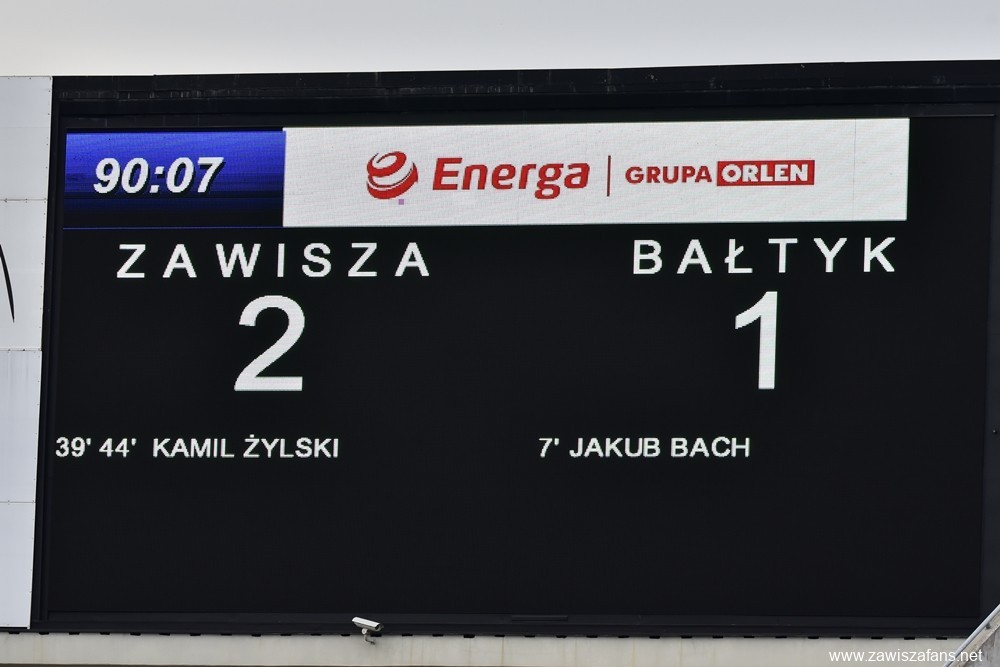 90:07
Energa | GRUPA ORLEN
ZAWISZA BAŁTYK
2 1
39' 44' KAMIL ŻYLSKI 7' JAKUB BACH
www.zawiszafans.net